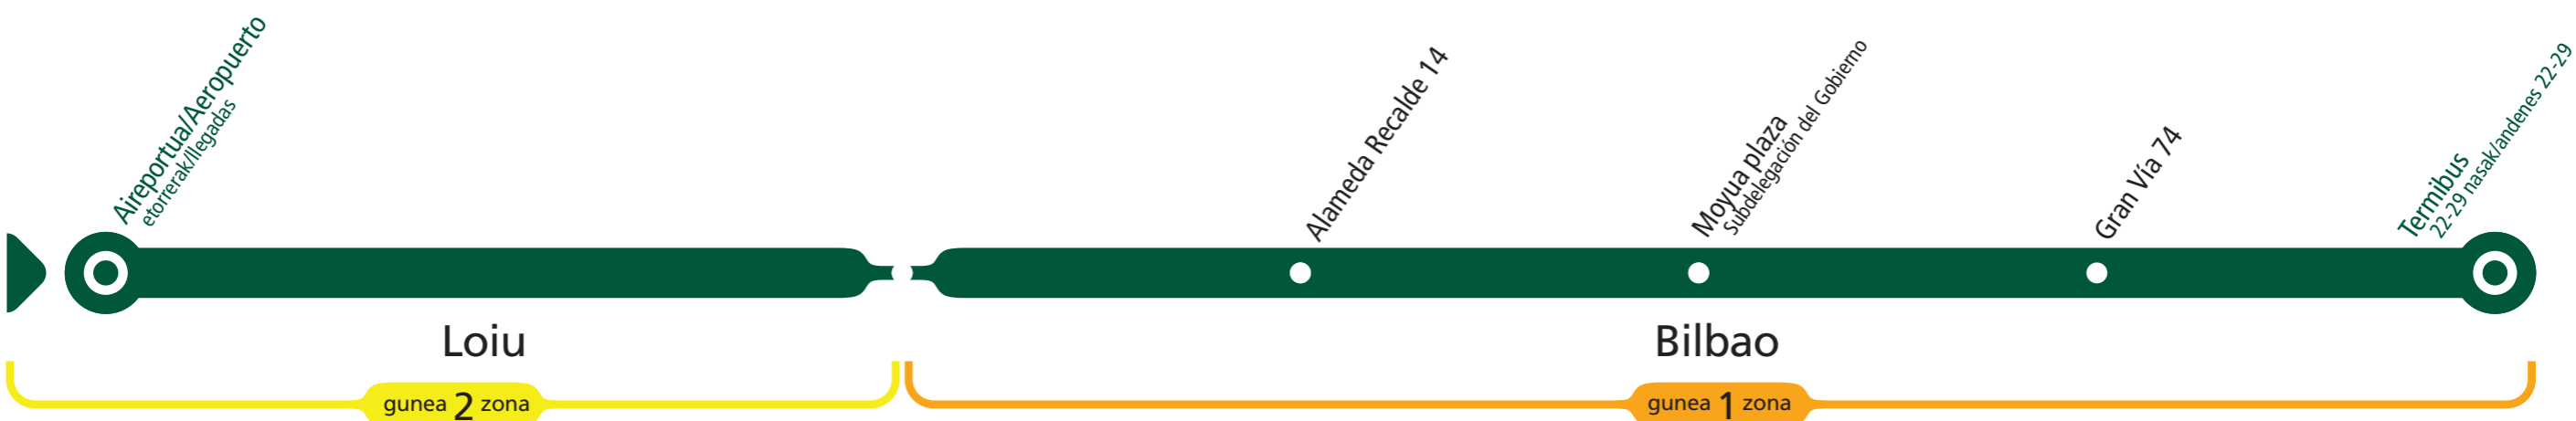 Aireportua/Aeropuerto
etorrerak/llegadas
Alameda Recalde 14
Moyua plaza
Subdelegación del Gobierno
Gran Vía 74
Termibus
22-29 nasak/andenes 22-29
Loiu
Bilbao
gunea 2 zona
gunea 1 zona